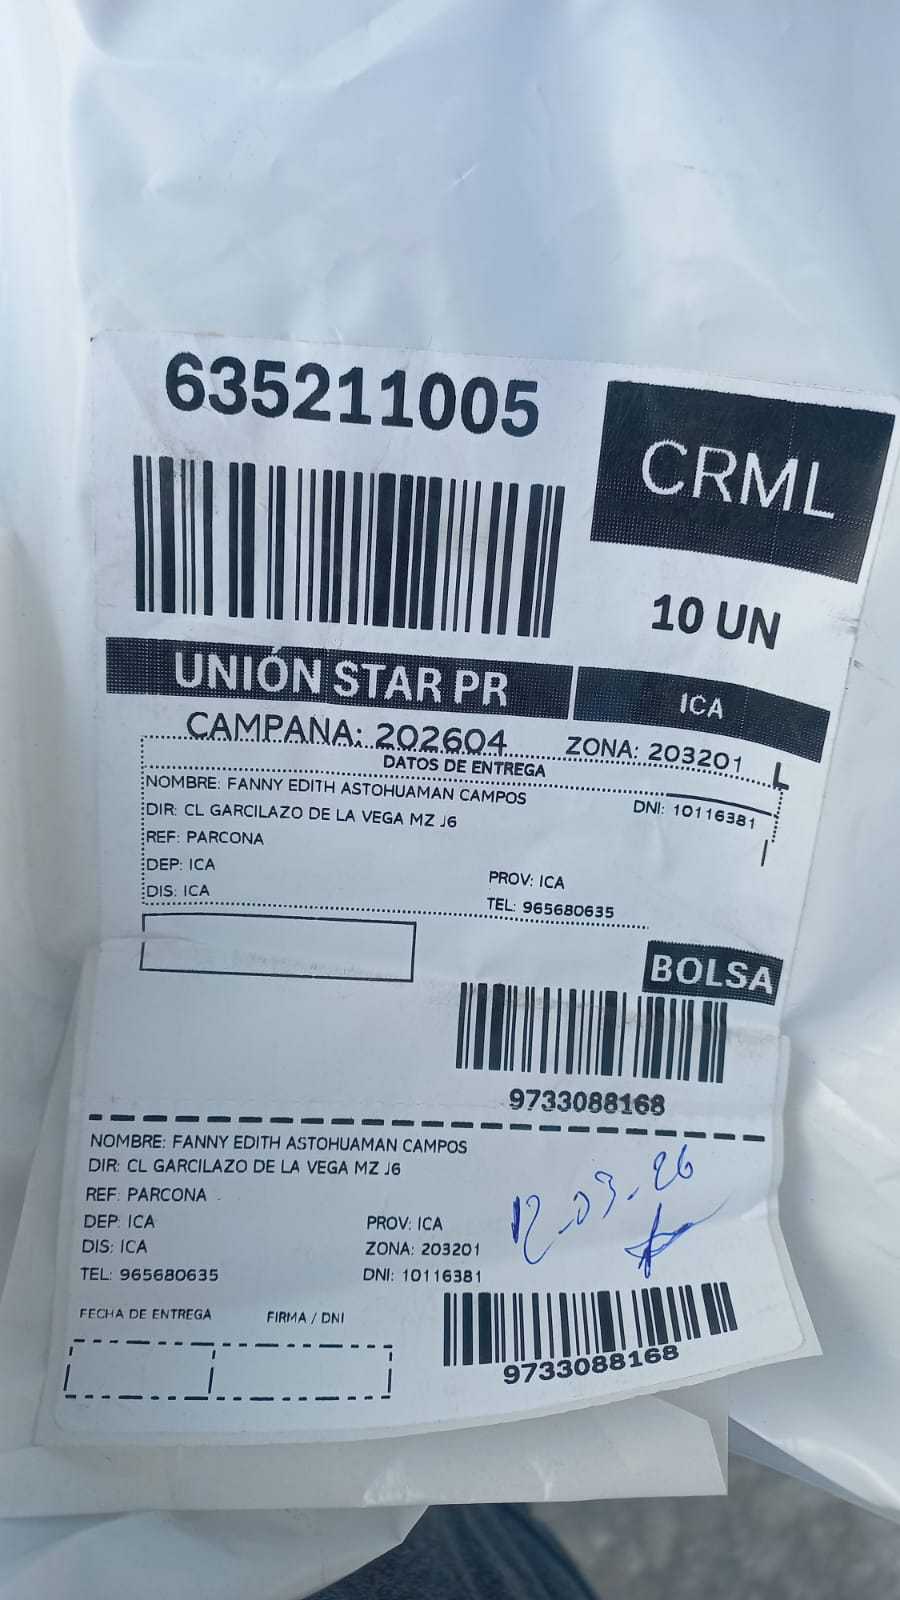 635211005
CRML
10 UN
UNIÓN STAR PR
ICA
CAMPANA: 202604
ZONA: 203201
L
DATOS DE ENTREGA
NOMBRE: FANNY EDITH ASTOHUAMAN CAMPOS
DNI: 10116381
DIR: CL GARCILAZO DE LA VEGA MZ J6
REF: PARCONA
DEP: ICA
PROV: ICA
DIS: ICA
TEL: 965680635
BOLSA
9733088168
NOMBRE: FANNY EDITH ASTOHUAMAN CAMPOS
DIR: CL GARCILAZO DE LA VEGA MZ J6
REF: PARCONA
DEP: ICA
PROV: ICA
DIS: ICA
ZONA: 203201
TEL: 965680635
DNI: 10116381
12-03-26
FECHA DE ENTREGA
FIRMA / DNI
9733088168